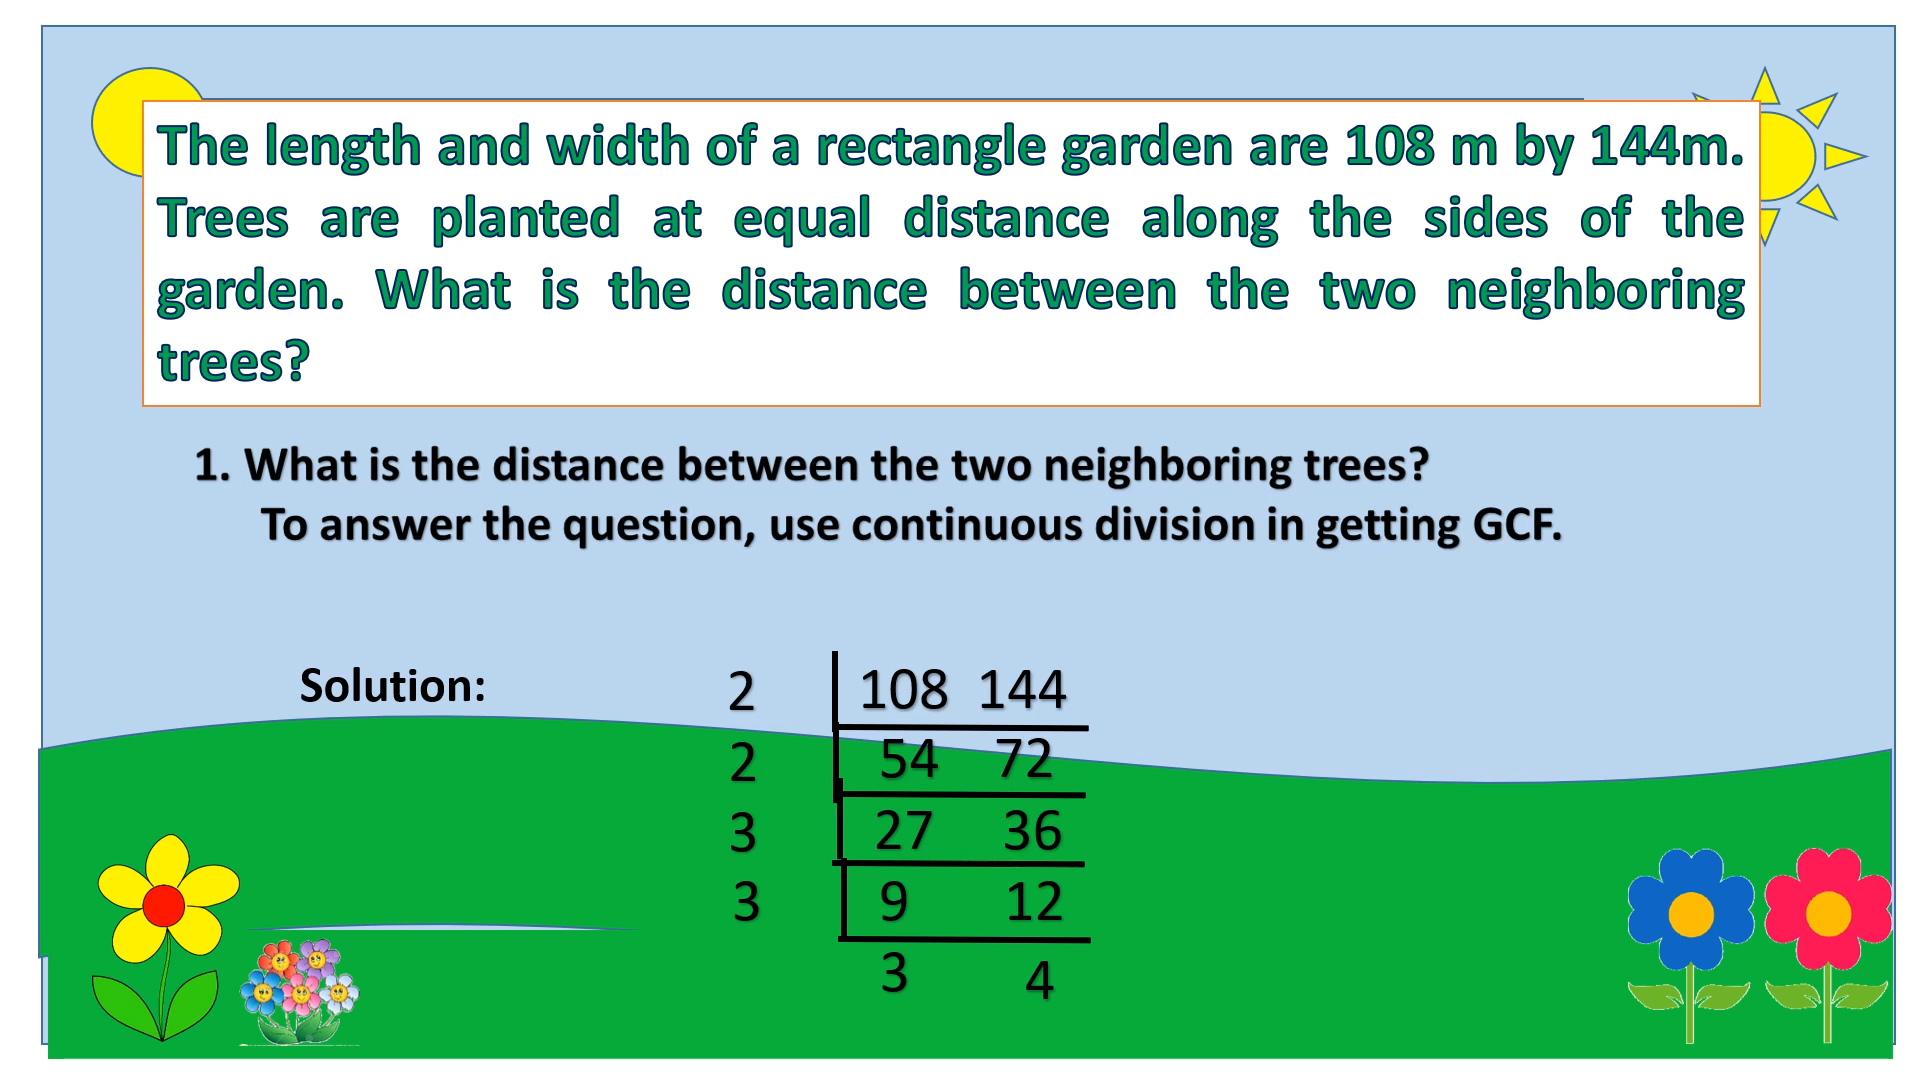 The length and width of a rectangle garden are 108 m by 144m.
Trees are planted at equal distance along the sides of the
garden. What is the distance between the two neighboring
trees?
1. What is the distance between the two neighboring trees?
To answer the question, use continuous division in getting GCF.
Solution: 2 108 144
2 54 72
3 27 36
3 9 12
3 4